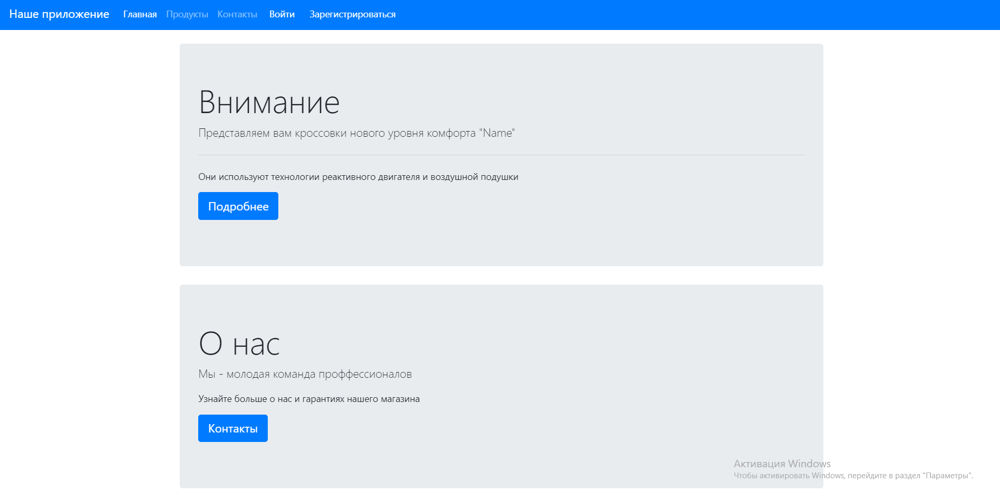 Наше приложение Главная Продукты Контакты Войти Зарегистрироваться
Внимание
Представляем вам кроссовки нового уровня комфорта "Name"
Они используют технологии реактивного двигателя и воздушной подушки
Подробнее
О нас
Мы - молодая команда проффессионалов
Узнайте больше о нас и гарантиях нашего магазина
Контакты
Активация Windows
Чтобы активировать Windows, перейдите в раздел "Параметры".